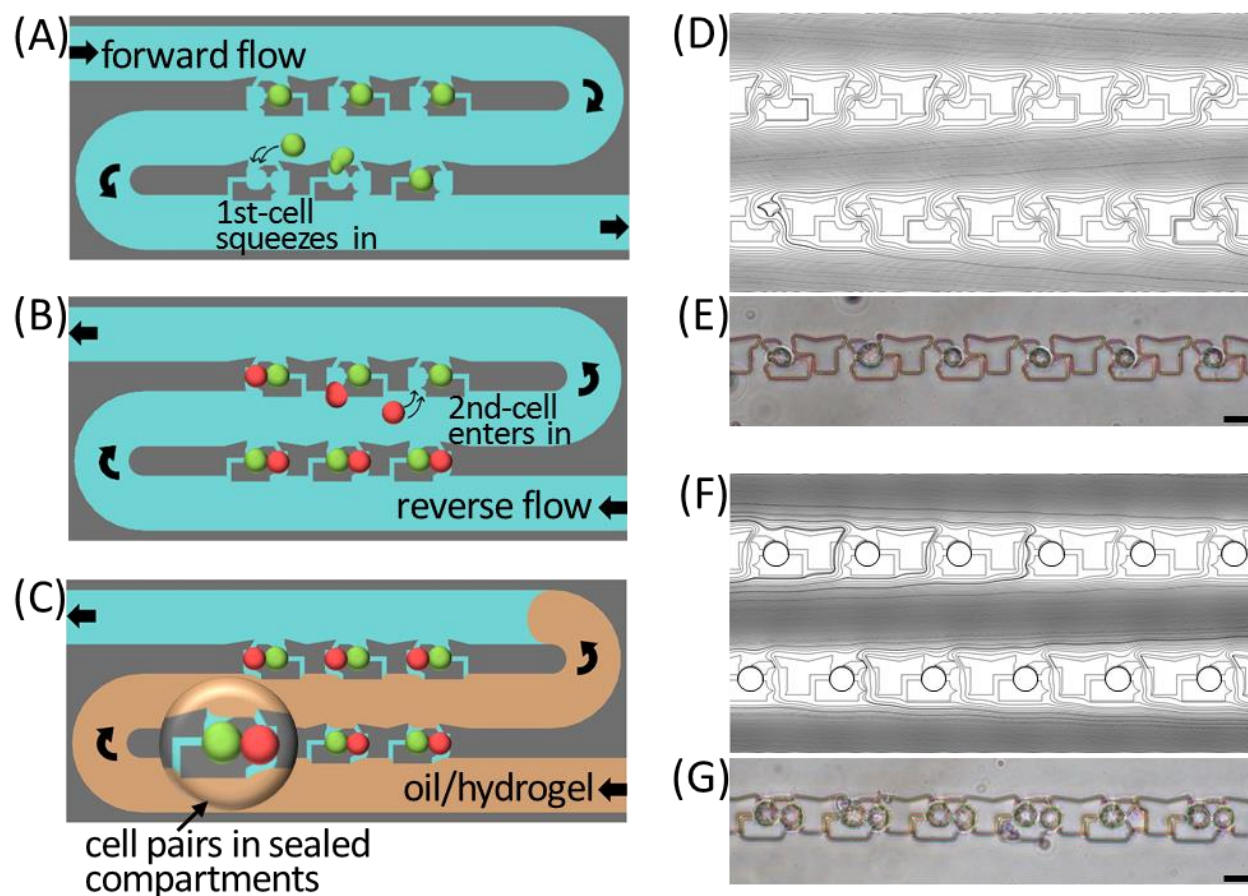 (A)
forward flow
1st-cell
squeezes in
(B)
2nd-cell
enters in
reverse flow
(C)
oil/hydrogel
cell pairs in sealed
compartments
(D)
(E)
(F)
(G)